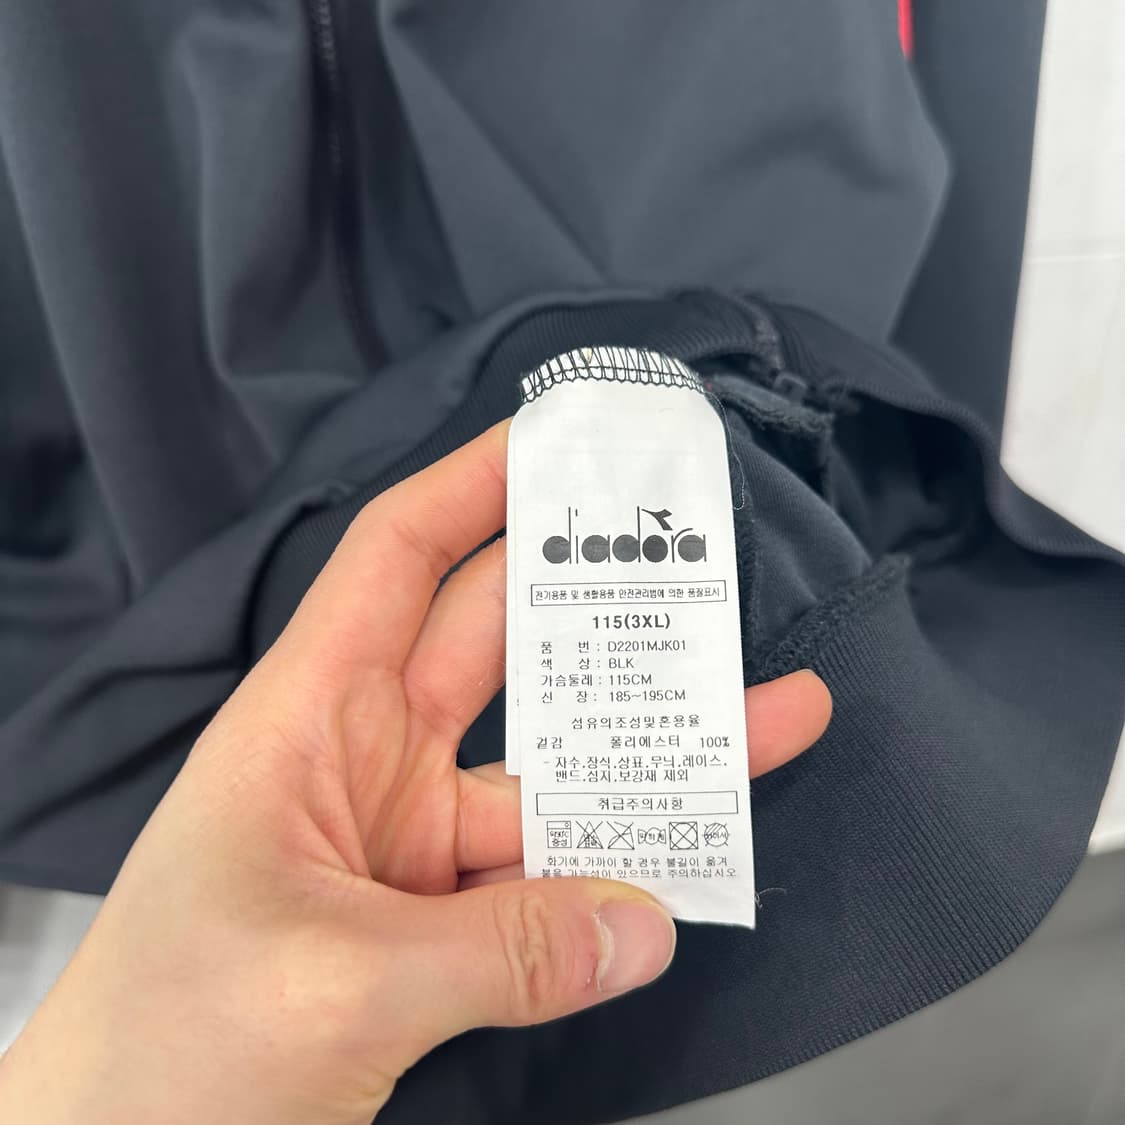 diadora
전기용품 및 생활용품 안전관리법에 의한 품질표시
115(3XL)
품 번 : D2201MJK01
색 상 : BLK
가슴둘레 : 115CM
신 장 : 185~195CM
섬유의조성및혼용율
겉감 폴리에스터 100%
- 자수.장식.상표.무늬.레이스.
밴드.심지.보강재 제외
취급주의사항
중성
화기에 가까이 할 경우 불길이 옮겨
붙을 가능성이 있으므로 주의하십시오